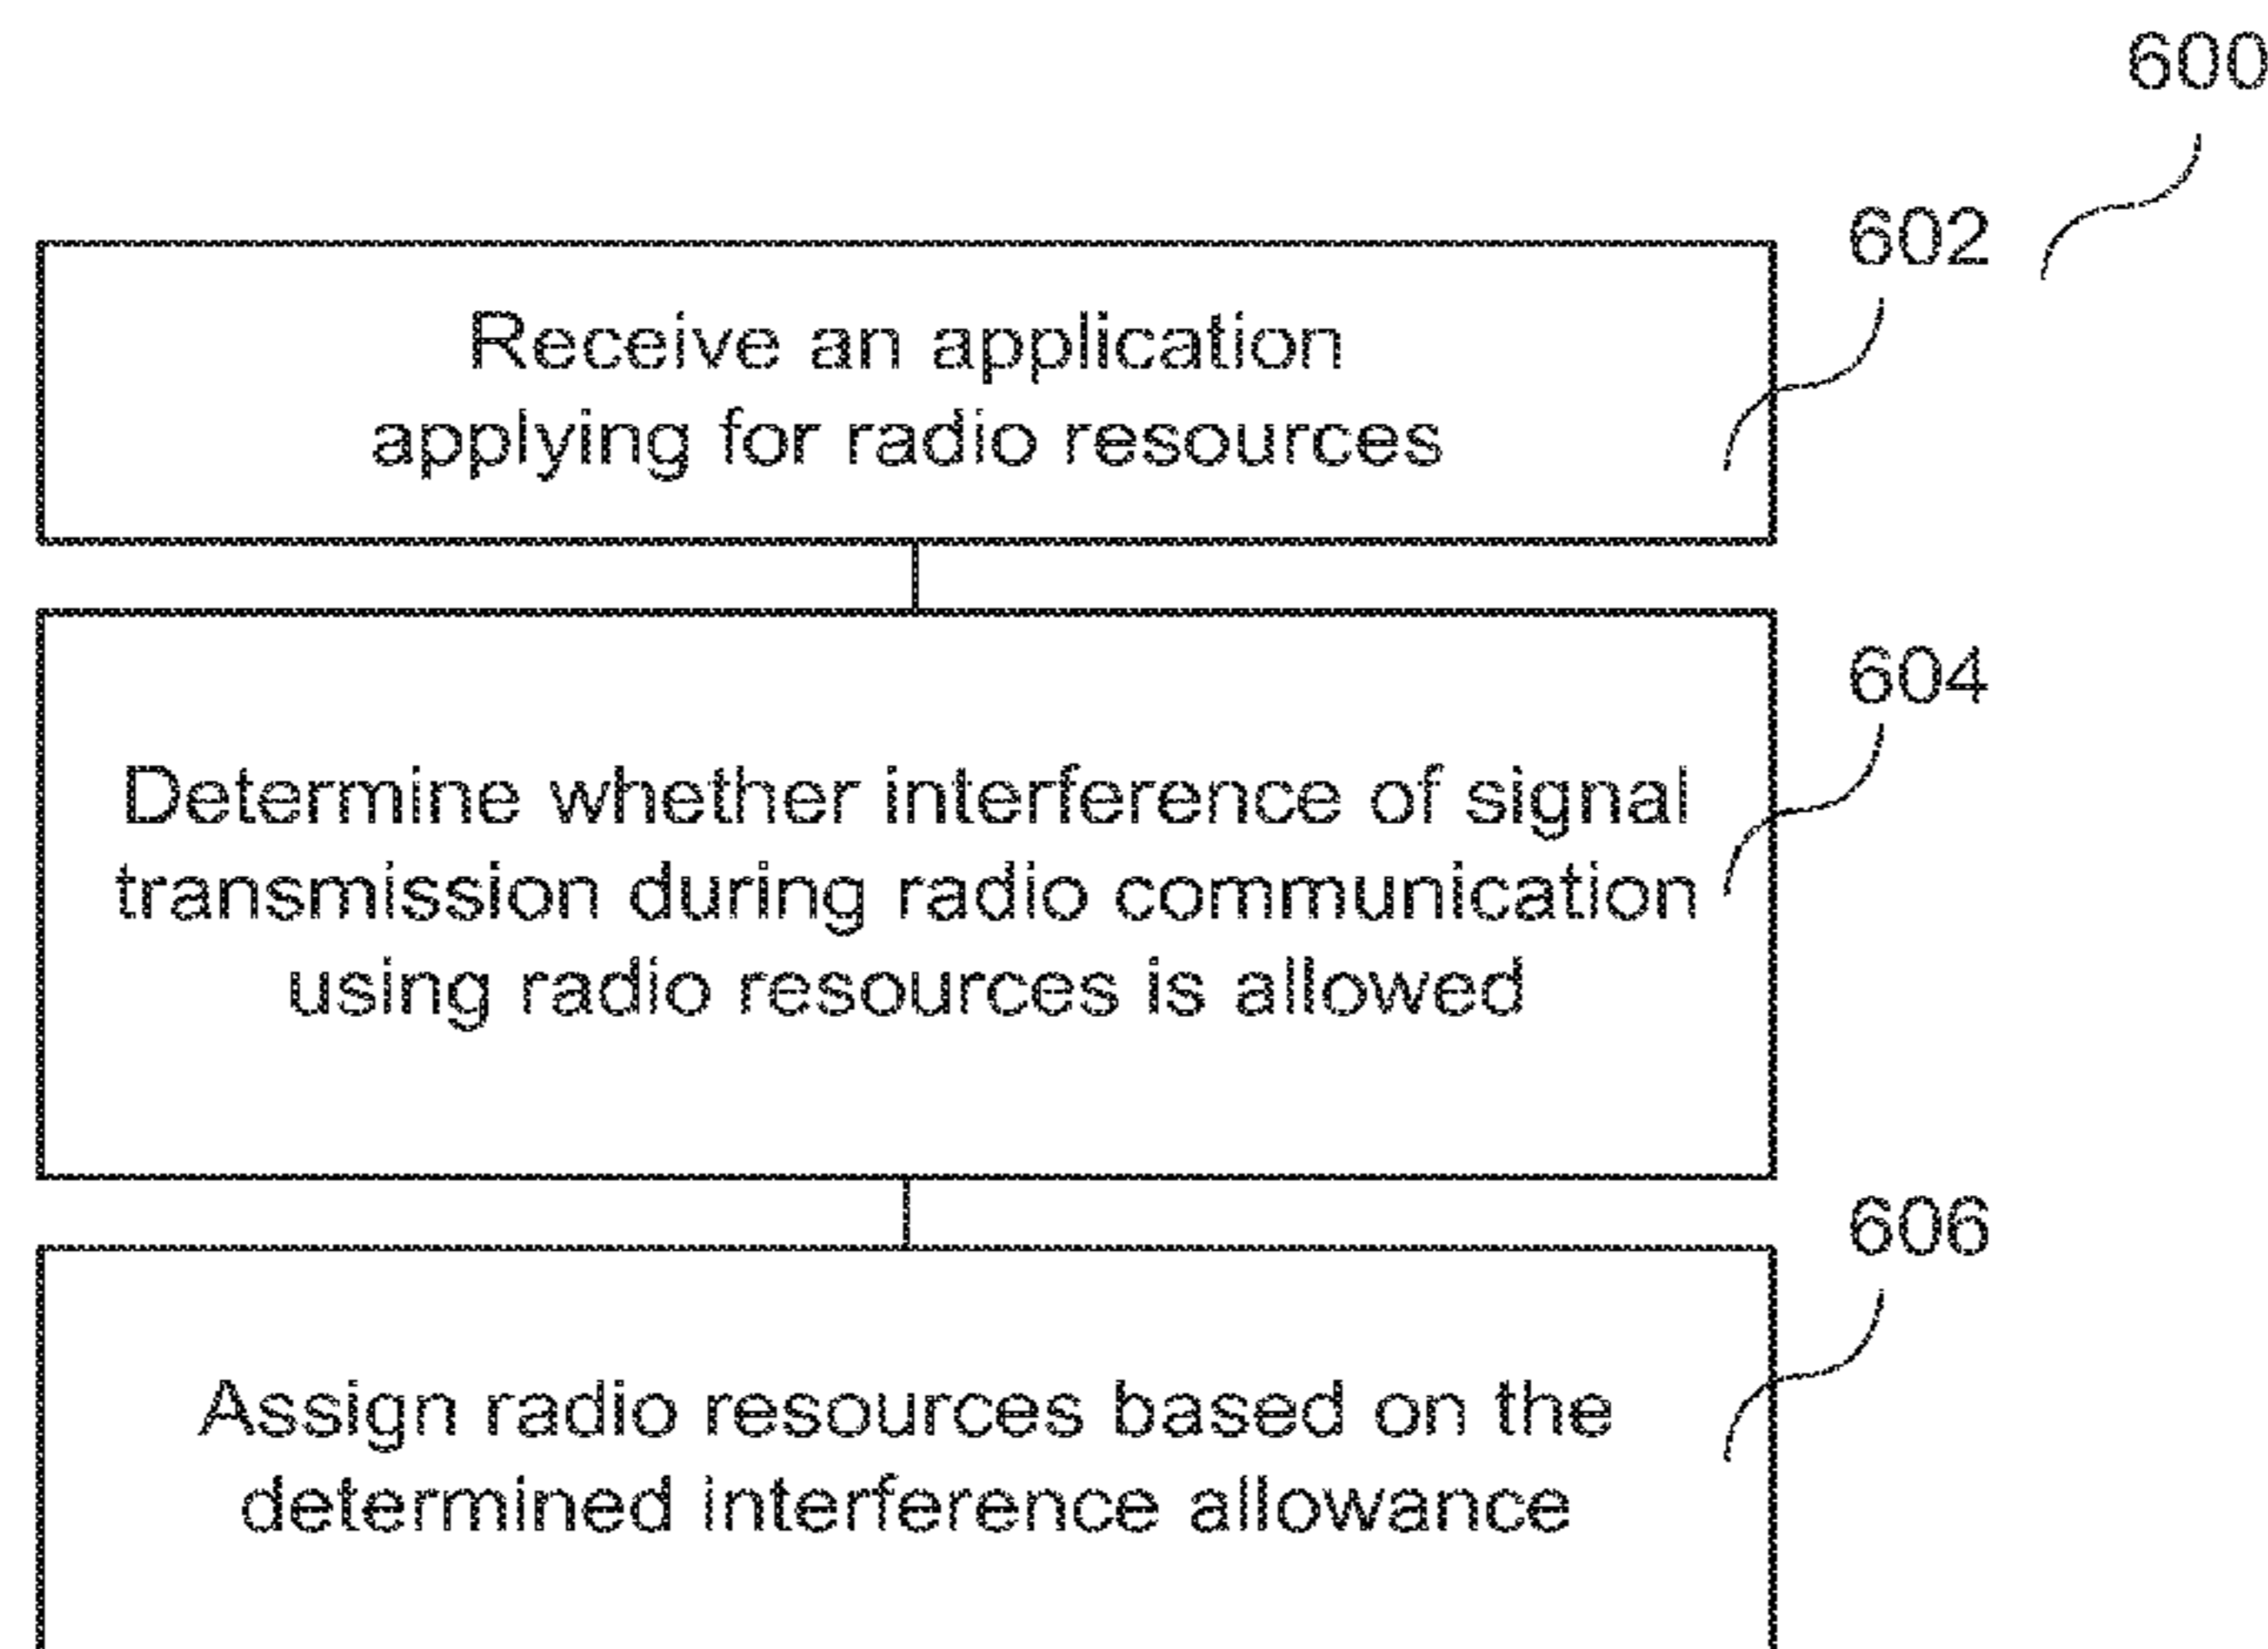 600
602
Receive an application
applying for radio resources
604
Determine whether interference of signal
transmission during radio communication
using radio resources is allowed
606
Assign radio resources based on the
determined interference allowance